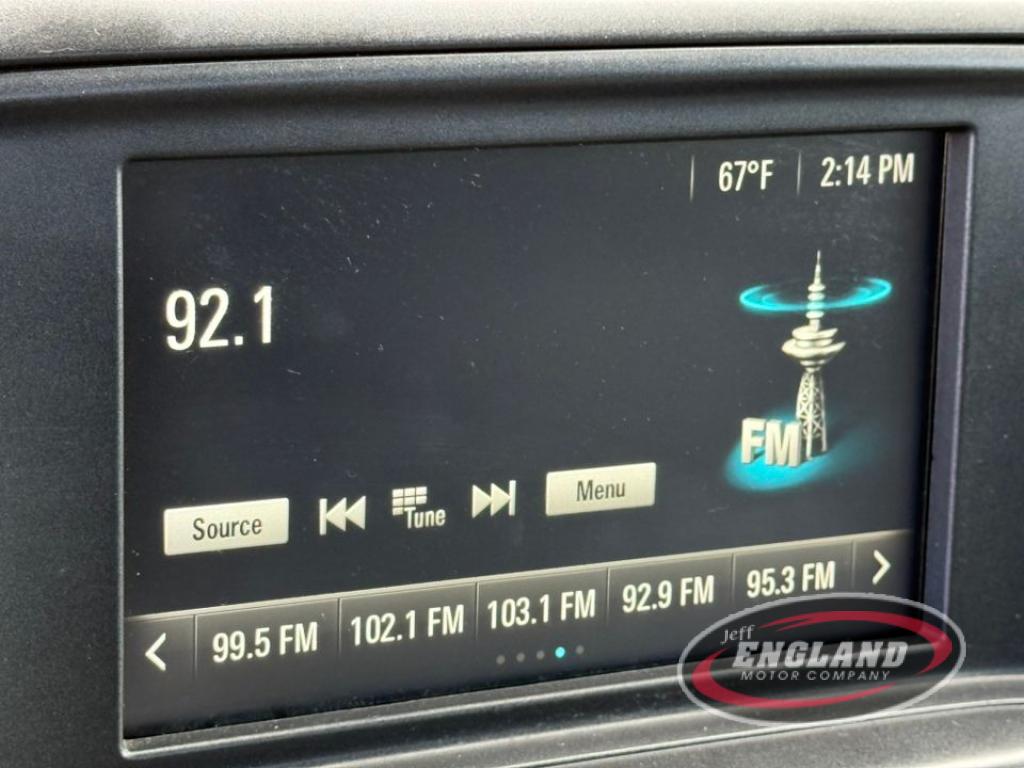 67°F 2:14 PM
92.1
FM
Source Tune Menu
99.5 FM 102.1 FM 103.1 FM 92.9 FM 95.3 FM
Jeff
ENGLAND
MOTOR COMPANY